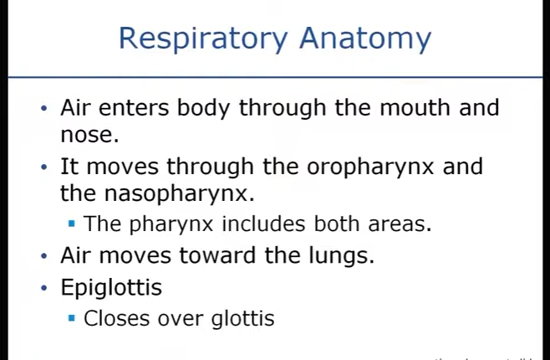 Respiratory Anatomy
• Air enters body through the mouth and
nose.
• It moves through the oropharynx and
the nasopharynx.
▪ The pharynx includes both areas.
• Air moves toward the lungs.
• Epiglottis
▪ Closes over glottis